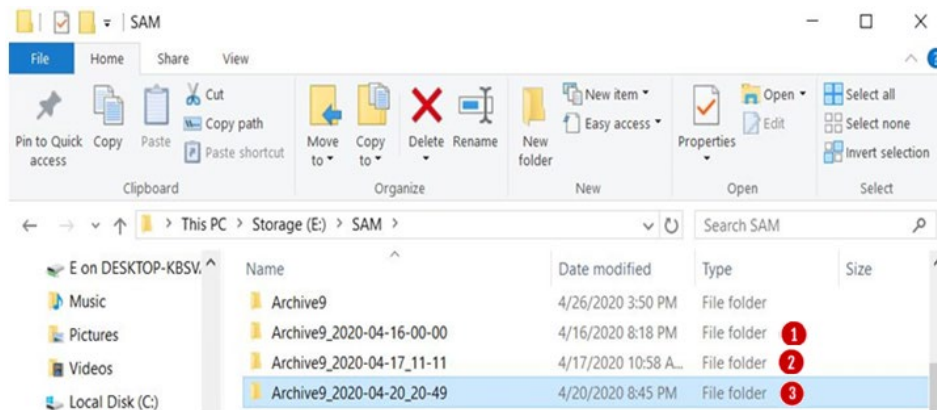 SAM
File Home Share View
Pin to Quick access
Copy
Paste
Cut
Copy path
Paste shortcut
Clipboard
Move to
Copy to
Delete
Rename
Organize
New folder
New item
Easy access
New
Properties
Open
Edit
Open
Select all
Select none
Invert selection
Select
This PC > Storage (E:) > SAM >
Search SAM
E on DESKTOP-KBSV
Music
Pictures
Videos
Local Disk (C:)
Name Date modified Type Size
Archive9 4/26/2020 3:50 PM File folder
Archive9_2020-04-16-00-00 4/16/2020 8:18 PM File folder 1
Archive9_2020-04-17_11-11 4/17/2020 10:58 A... File folder 2
Archive9_2020-04-20_20-49 4/20/2020 8:45 PM File folder 3